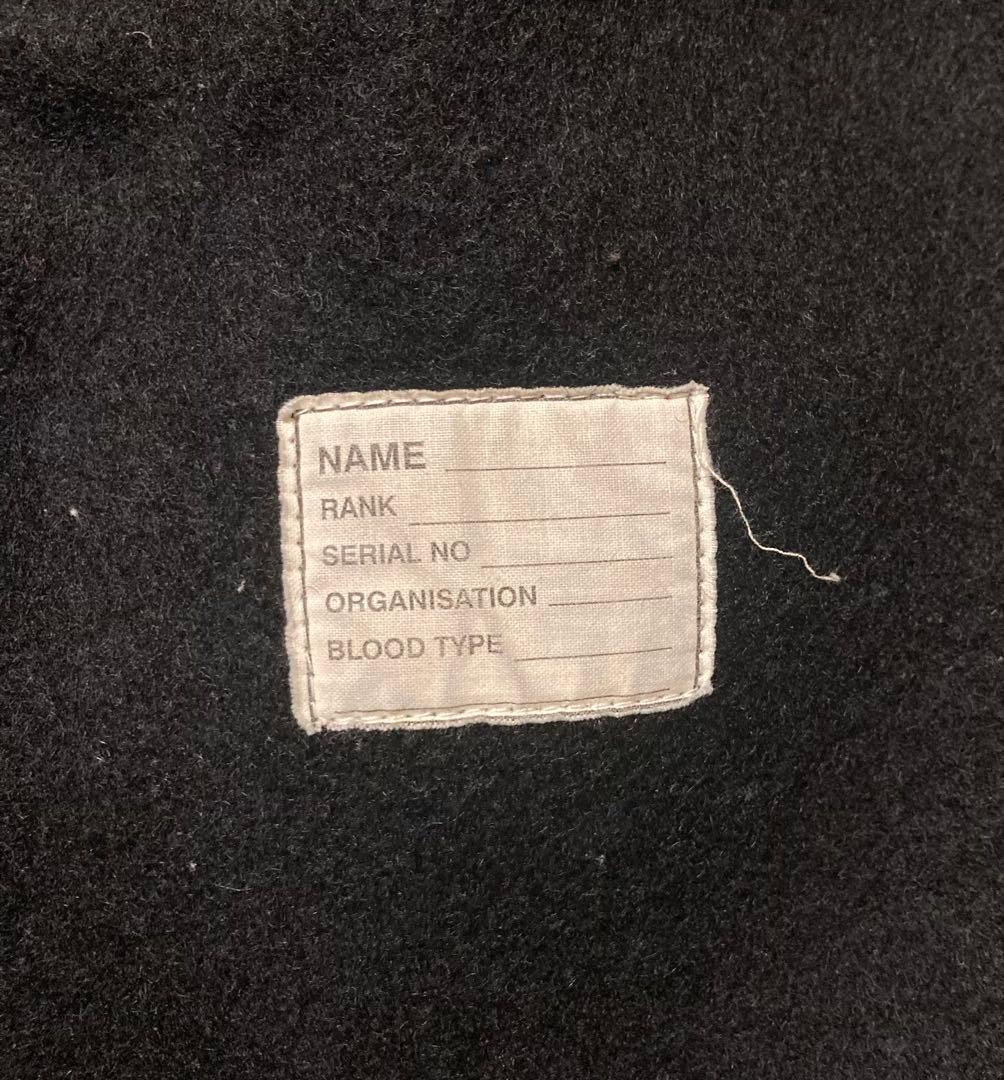 NAME
RANK
SERIAL NO
ORGANISATION
BLOOD TYPE